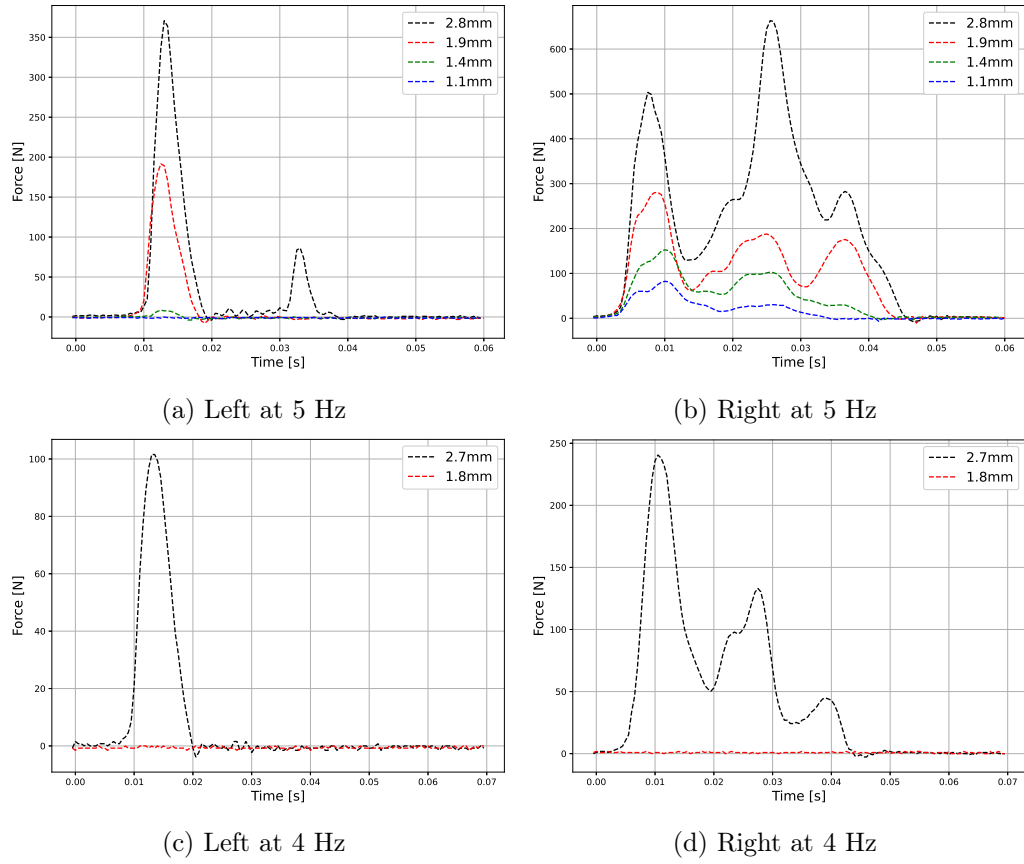 350
300
250
200
150
100
50
0
Force [N]
0.00 0.01 0.02 0.03 0.04 0.05 0.06
Time [s]
2.8mm
1.9mm
1.4mm
1.1mm
(a) Left at 5 Hz
600
500
400
300
200
100
0
Force [N]
0.00 0.01 0.02 0.03 0.04 0.05 0.06
Time [s]
2.8mm
1.9mm
1.4mm
1.1mm
(b) Right at 5 Hz
100
80
60
40
20
0
Force [N]
0.00 0.01 0.02 0.03 0.04 0.05 0.06 0.07
Time [s]
2.7mm
1.8mm
(c) Left at 4 Hz
250
200
150
100
50
0
Force [N]
0.00 0.01 0.02 0.03 0.04 0.05 0.06 0.07
Time [s]
2.7mm
1.8mm
(d) Right at 4 Hz